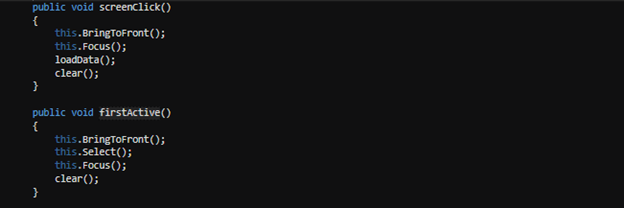 public void screenClick()
{
this.BringToFront();
this.Focus();
loadData();
clear();
}
public void firstActive()
{
this.BringToFront();
this.Select();
this.Focus();
clear();
}